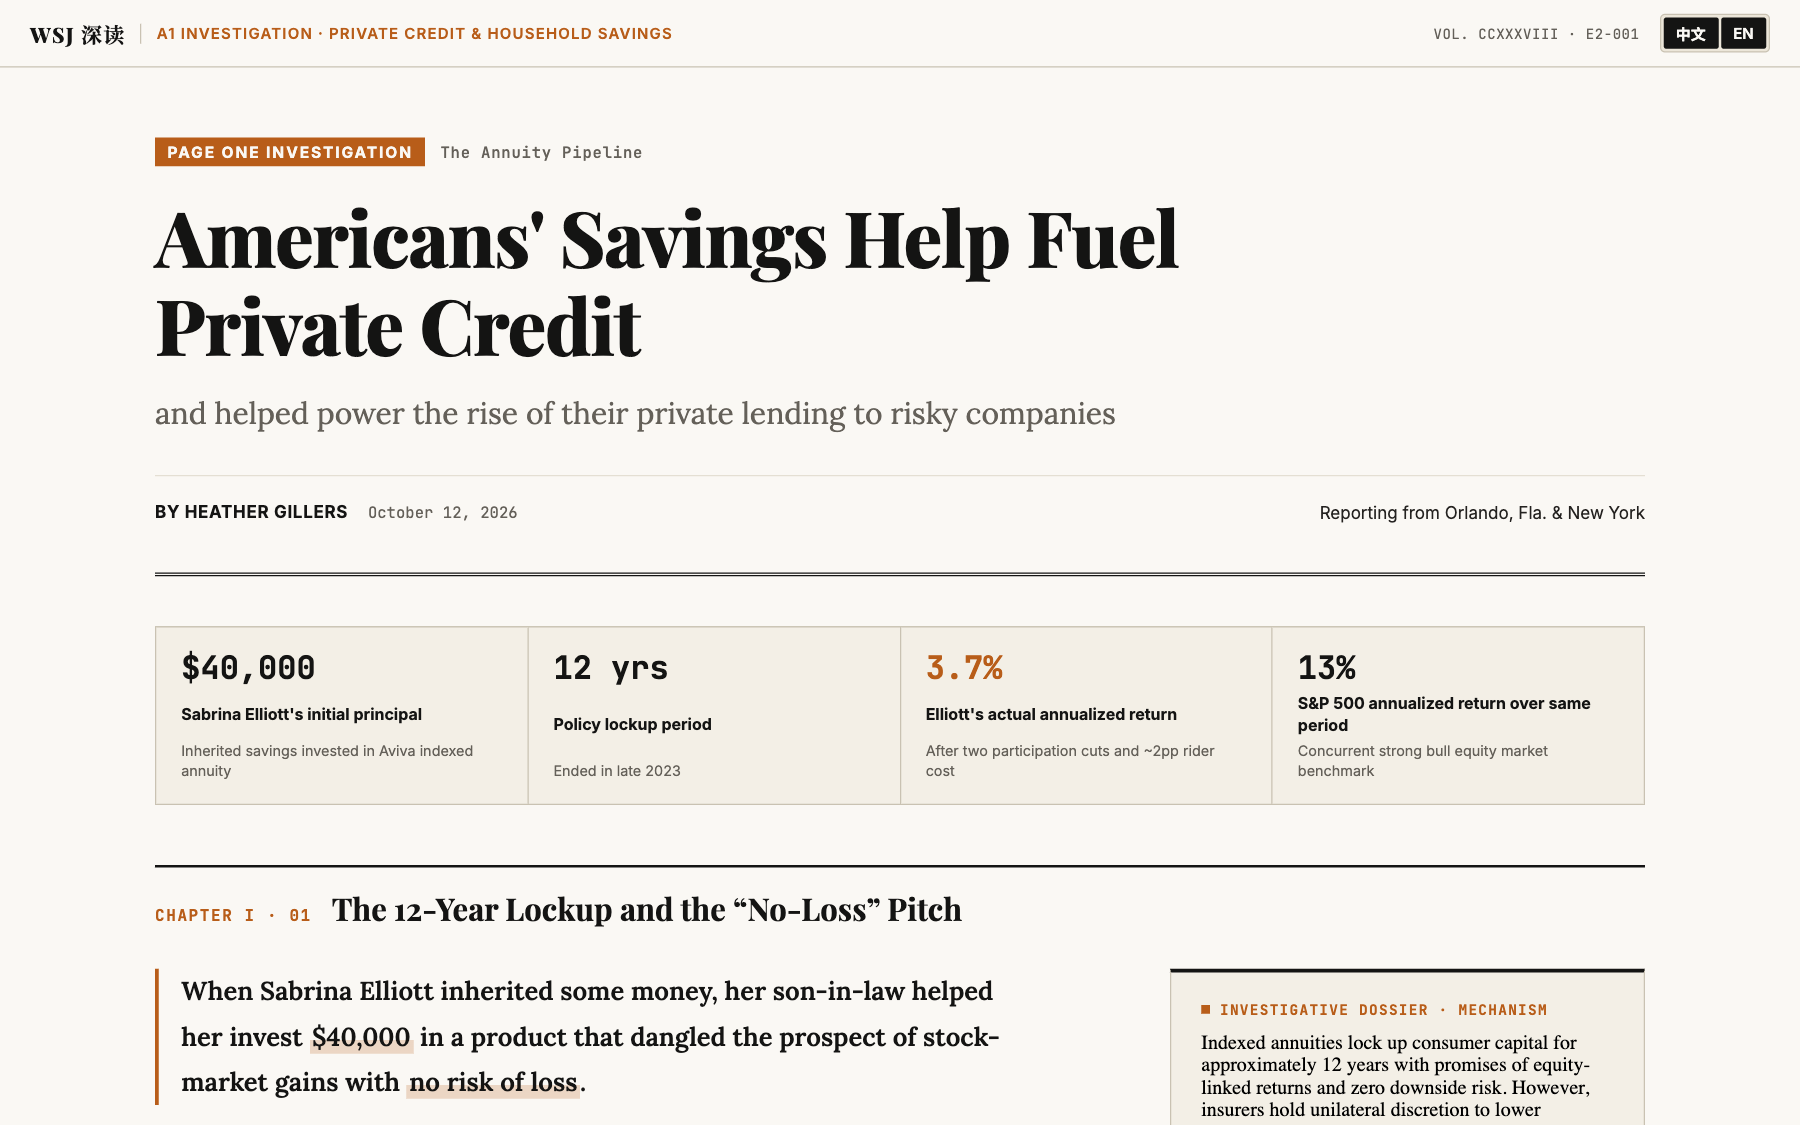 WSJ 深读
A1 INVESTIGATION · PRIVATE CREDIT & HOUSEHOLD SAVINGS
VOL. CCXXXVIII · E2-001
中文
EN
PAGE ONE INVESTIGATION
The Annuity Pipeline
Americans' Savings Help Fuel
Private Credit
and helped power the rise of their private lending to risky companies
BY HEATHER GILLERS
October 12, 2026
Reporting from Orlando, Fla. & New York
$40,000
Sabrina Elliott's initial principal
Inherited savings invested in Aviva indexed
annuity
12 yrs
Policy lockup period
Ended in late 2023
3.7%
Elliott's actual annualized return
After two participation cuts and ~2pp rider
cost
13%
S&P 500 annualized return over same
period
Concurrent strong bull equity market
benchmark
CHAPTER I · 01
The 12-Year Lockup and the “No-Loss” Pitch
When Sabrina Elliott inherited some money, her son-in-law helped
her invest $40,000 in a product that dangled the prospect of stock-
market gains with no risk of loss.
INVESTIGATIVE DOSSIER · MECHANISM
Indexed annuities lock up consumer capital for
approximately 12 years with promises of equity-
linked returns and zero downside risk. However,
insurers hold unilateral discretion to lower